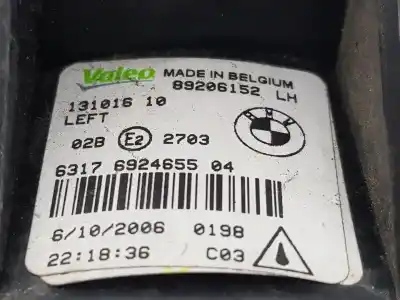 Valeo MADE IN BELGIUM
89206152 LH
131016 10
LEFT
02B E2 2703
6317 6924655 04
6/10/2006 0198
22:18:36 C03